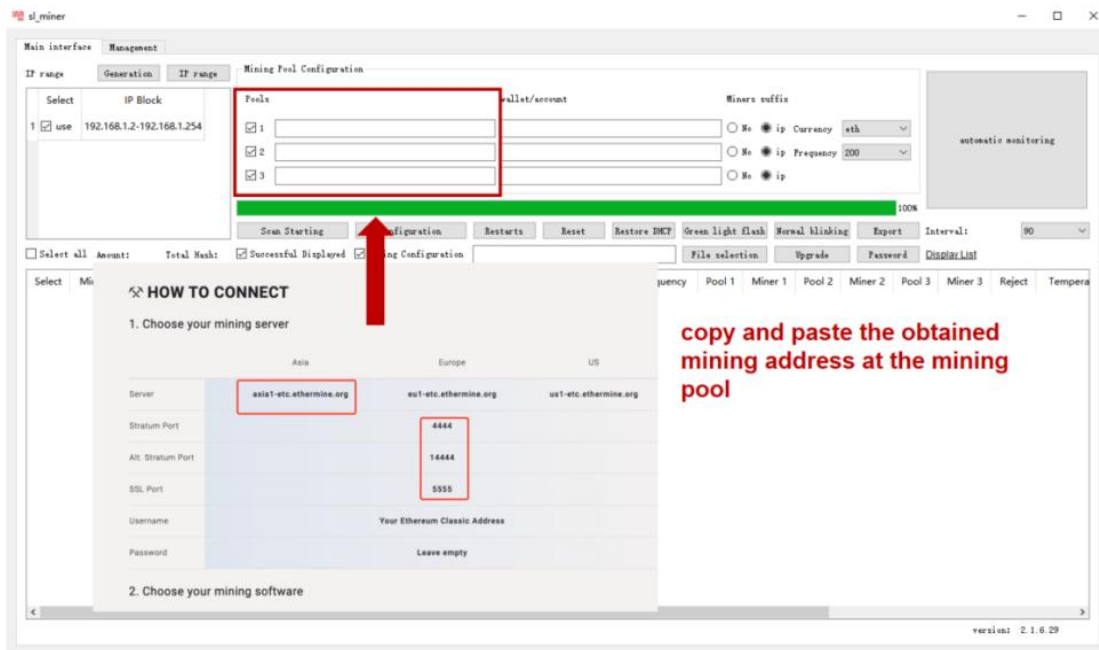 sl_miner
Main interface Management
IP range Generation IP range Mining Pool Configuration
Select IP Block Pools wallet/account Miners suffix
1 use 192.168.1.2-192.168.1.254 1 No ip Currency eth
automatic monitoring
2 No ip Frequency 200
3 No ip
100%
Scan Starting Restarts Reset Restore DHCP Green light flash Normal blinking Export Interval: 90
Select all Amount: Total Hash: Successful Displayed Configuration File selection Upgrade Password Display List
Select Pool 1 Miner 1 Pool 2 Miner 2 Pool 3 Miner 3 Reject Tempera
HOW TO CONNECT
1. Choose your mining server
copy and paste the obtained
mining address at the mining
pool
Asia Europe US
Server asia1-etc.ethermine.org eu1-etc.ethermine.org us1-etc.ethermine.org
Stratum Port 4444
Alt. Stratum Port 14444
SSL Port 5555
Username Your Ethereum Classic Address
Password Leave empty
2. Choose your mining software
version: 2.1.6.29